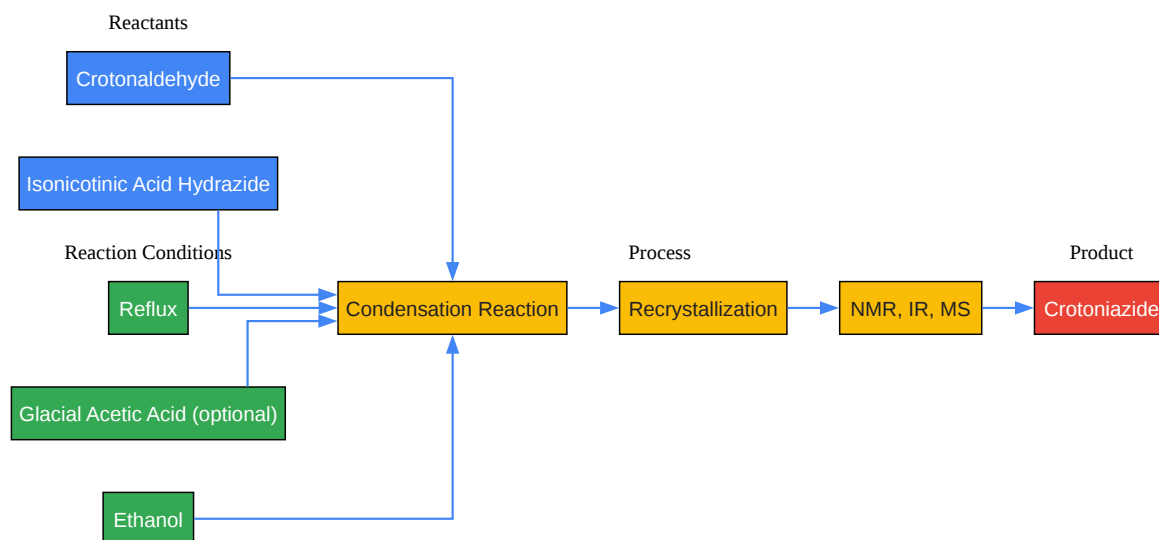 Reactants
Crotonaldehyde
Isonicotinic Acid Hydrazide
Reaction Conditions
Process
Product
Reflux
Condensation Reaction
Recrystallization
NMR, IR, MS
Crotoniazide
Glacial Acetic Acid (optional)
Ethanol